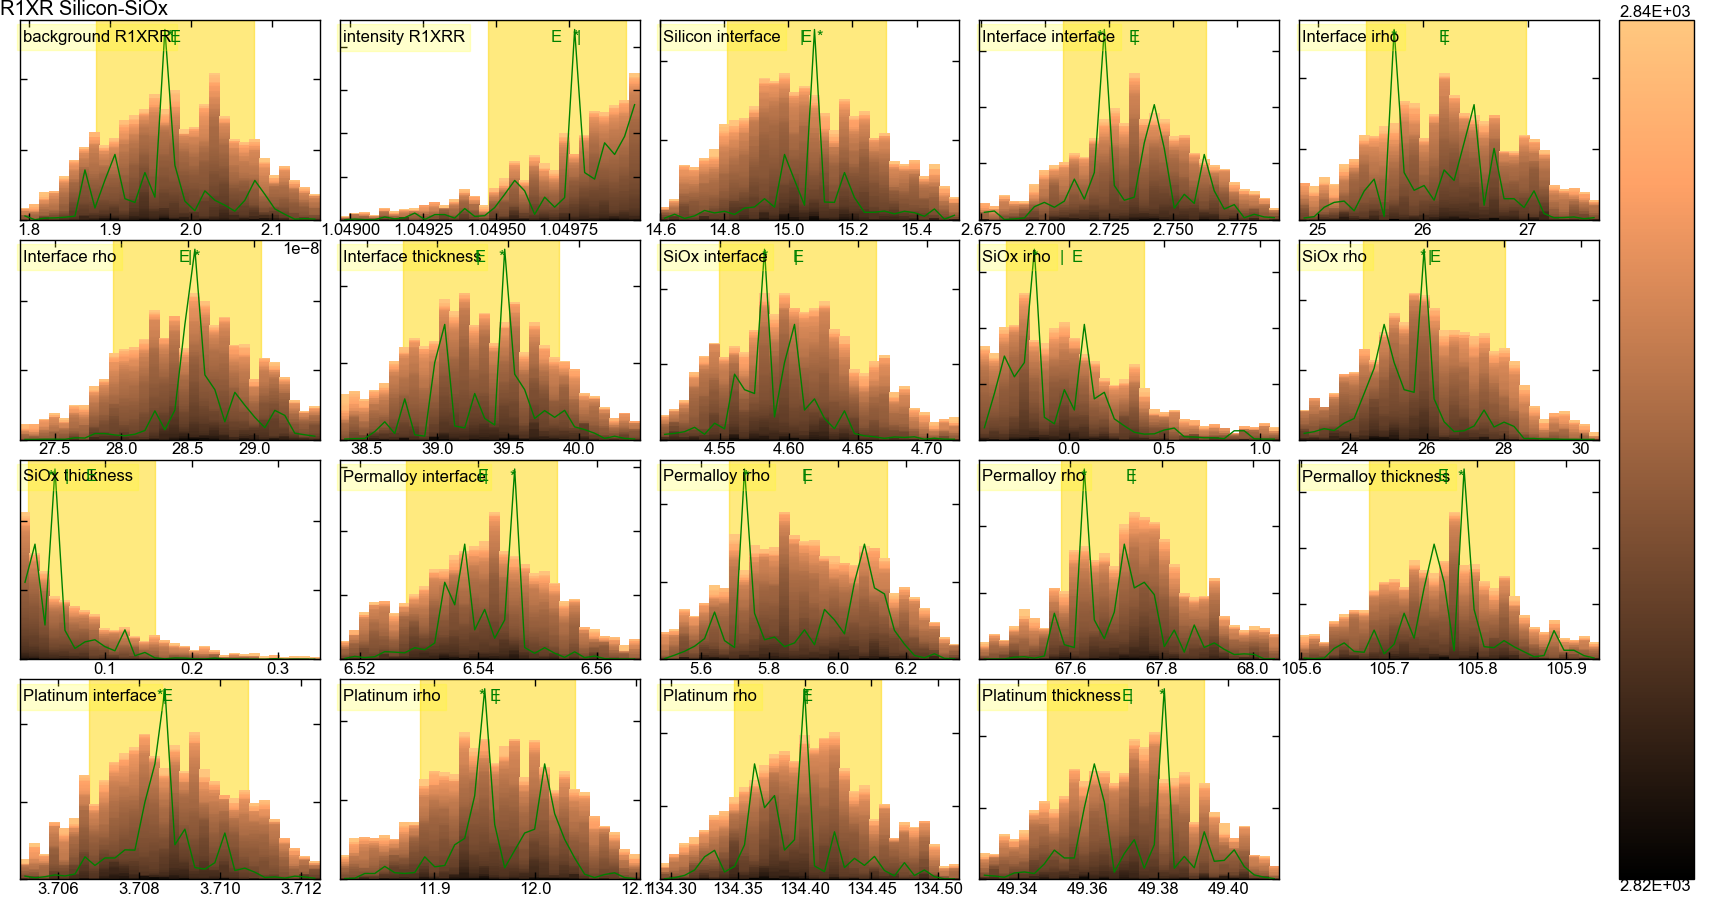 R1XR Silicon-SiOx
2.84E+03
background R1XRR E
intensity R1XRR E *|
Silicon interface |E *
Interface interface * E
Interface irho * E
1.8 1.9 2.0 2.1
1.04900 1.04925 1.04950 1.04975
14.6 14.8 15.0 15.2 15.4
2.675 2.700 2.725 2.750 2.775
25 26 27
1e−8
Interface rho E| *
Interface thickness E *
SiOx interface * |E
SiOx irho * | E
SiOx rho * |E
27.5 28.0 28.5 29.0
38.5 39.0 39.5 40.0
4.55 4.60 4.65 4.70
0.0 0.5 1.0
24 26 28 30
SiOx thickness * E
Permalloy interface E *
Permalloy irho * E
Permalloy rho * E
Permalloy thickness E *
0.1 0.2 0.3
6.52 6.54 6.56
5.6 5.8 6.0 6.2
67.6 67.8 68.0
105.6 105.7 105.8 105.9
Platinum interface * E
Platinum irho * E
Platinum rho * E
Platinum thickness E| *
3.706 3.708 3.710 3.712
11.9 12.0 12.1
134.30 134.35 134.40 134.45 134.50
49.34 49.36 49.38 49.40
2.82E+03